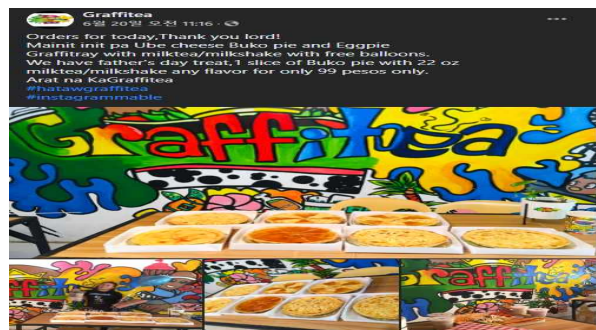 Graffitea
6월 20일 오전 11:16 ·
Orders for today,Thank you lord!
Mainit init pa Ube cheese Buko pie and Eggpie
Graffitray with milktea/milkshake with free balloons.
We have father's day treat,1 slice of Buko pie with 22 oz
milktea/milkshake any flavor for only 99 pesos only.
Arat na KaGraffitea
#hatawgraffitea
#instagrammable
Graffitea
Graffitea